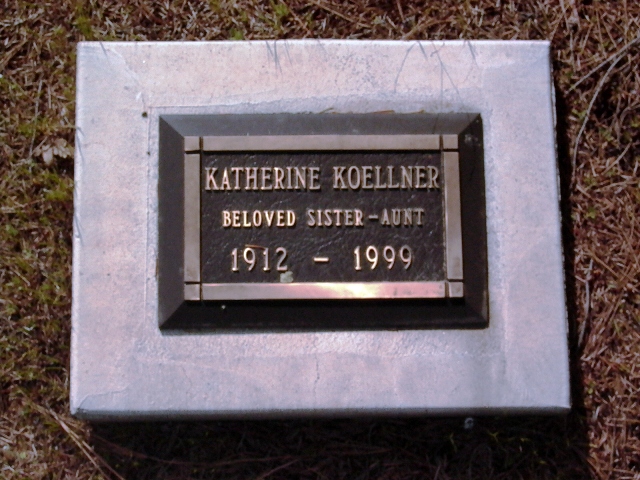 KATHERINE KOELLNER
BELOVED SISTER-AUNT
1912 - 1999